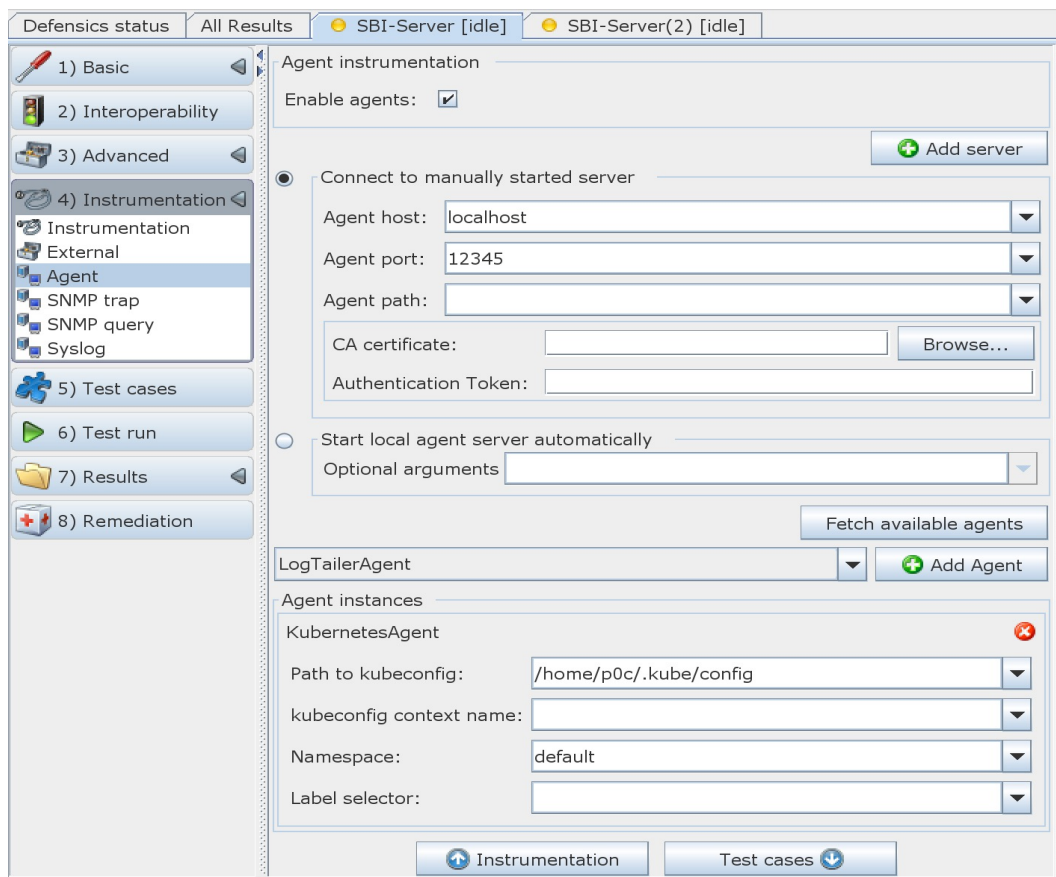 Defensics status
All Results
SBI-Server [idle]
SBI-Server(2) [idle]
1) Basic
2) Interoperability
3) Advanced
4) Instrumentation
Instrumentation
External
Agent
SNMP trap
SNMP query
Syslog
5) Test cases
6) Test run
7) Results
8) Remediation
Agent instrumentation
Enable agents:
Add server
Connect to manually started server
Agent host: localhost
Agent port: 12345
Agent path:
CA certificate: Browse...
Authentication Token:
Start local agent server automatically
Optional arguments
Fetch available agents
LogTailerAgent Add Agent
Agent instances
KubernetesAgent
Path to kubeconfig: /home/p0c/.kube/config
kubeconfig context name:
Namespace: default
Label selector:
Instrumentation Test cases